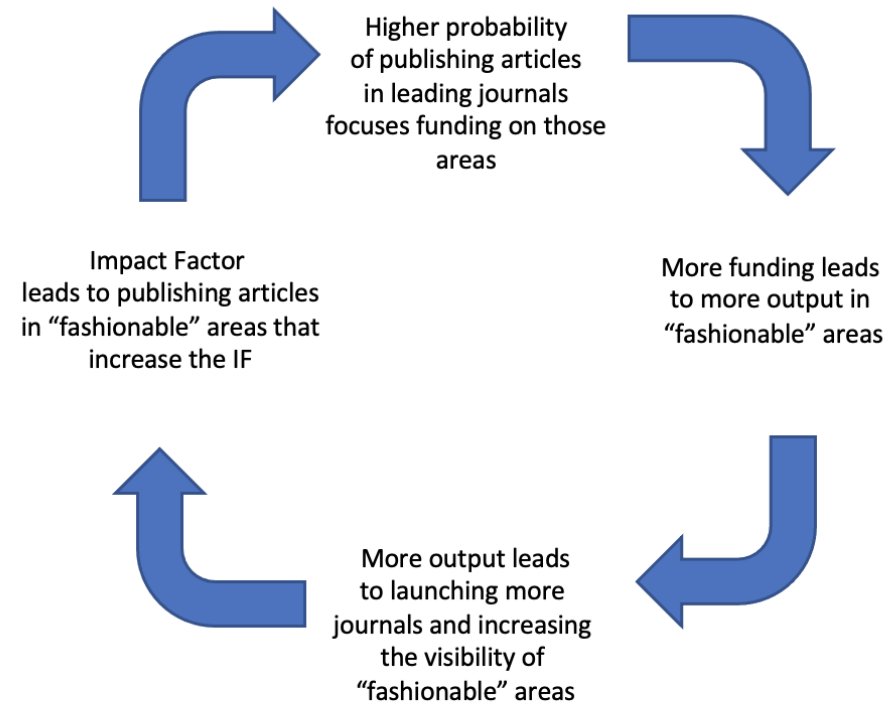 Higher probability
of publishing articles
in leading journals
focuses funding on those
areas
More funding leads
to more output in
“fashionable” areas
More output leads
to launching more
journals and increasing
the visibility of
“fashionable” areas
Impact Factor
leads to publishing articles
in “fashionable” areas that
increase the IF